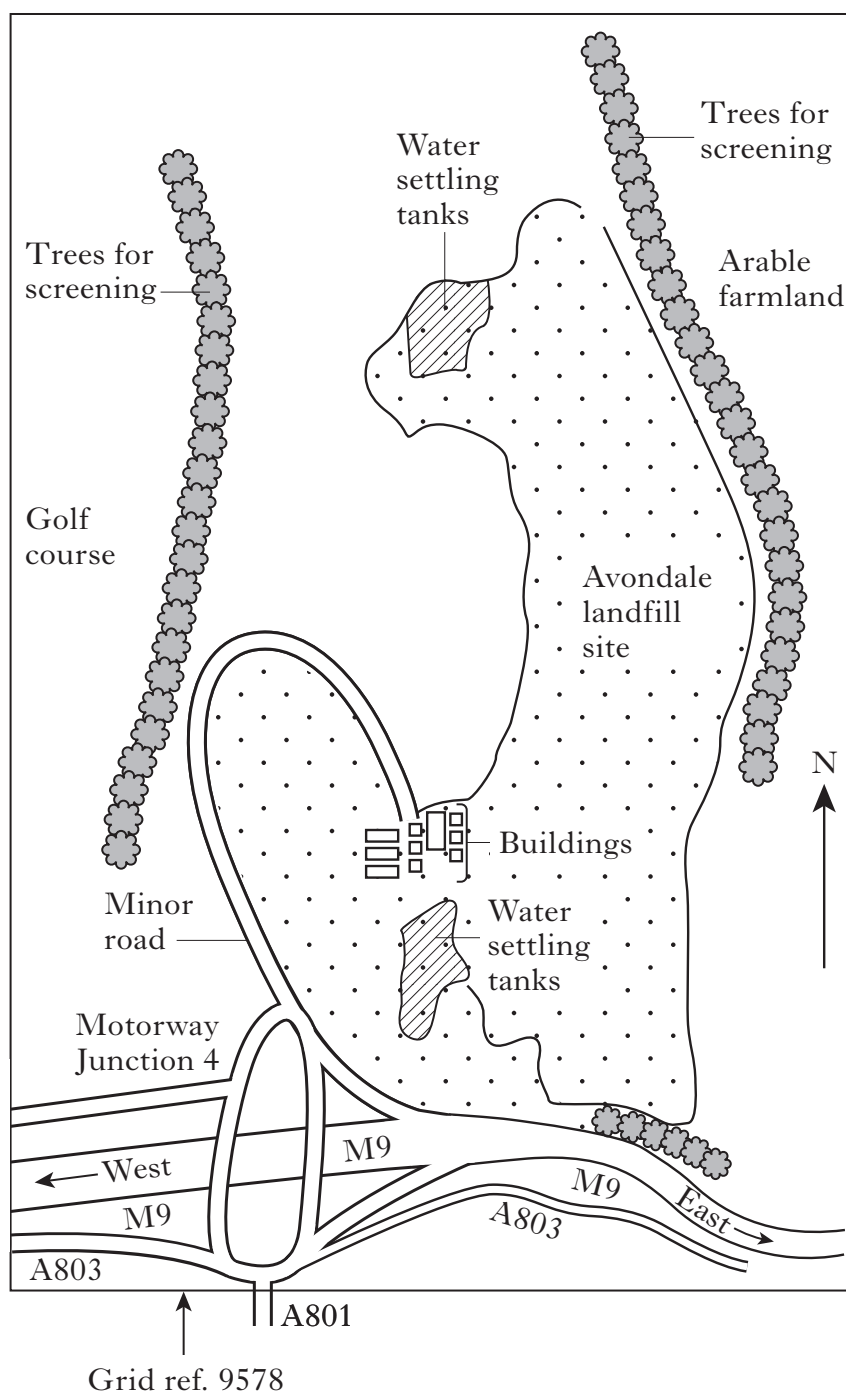 Trees for
screening
Water
settling
tanks
Trees for
screening
Arable
farmland
Golf
course
Avondale
landfill
site
N
Buildings
Minor
road
Water
settling
tanks
Motorway
Junction 4
M9
West
M9
M9
East
A803
A803
A801
Grid ref. 9578